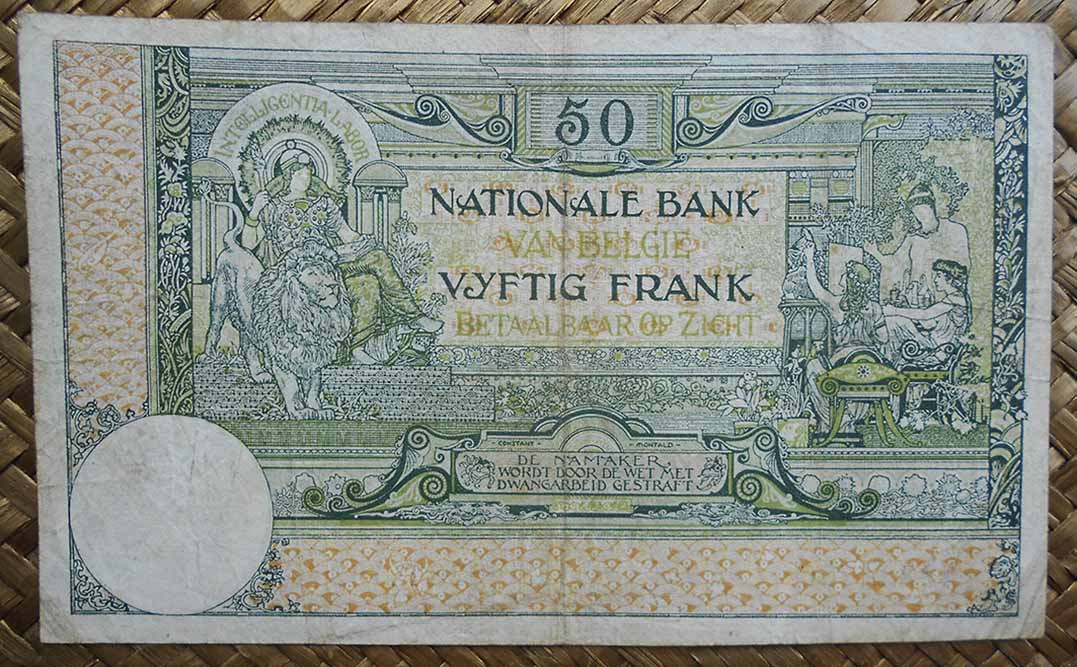 INTELLIGENTIA·LABOR
50
NATIONALE BANK
VAN BELGIE
VYFTIG FRANK
BETAALBAAR OP ZICHT
- CONSTANT -
- MONTALD -
DE NAMAKER
WORDT DOOR DE WET MET
DWANGARBEID GESTRAFT